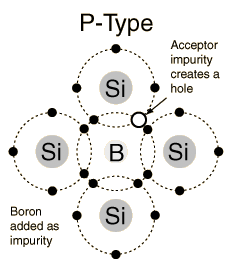 P-Type
Acceptor
impurity
creates a
hole
Si
Si
B
Si
Boron
added as
impurity
Si